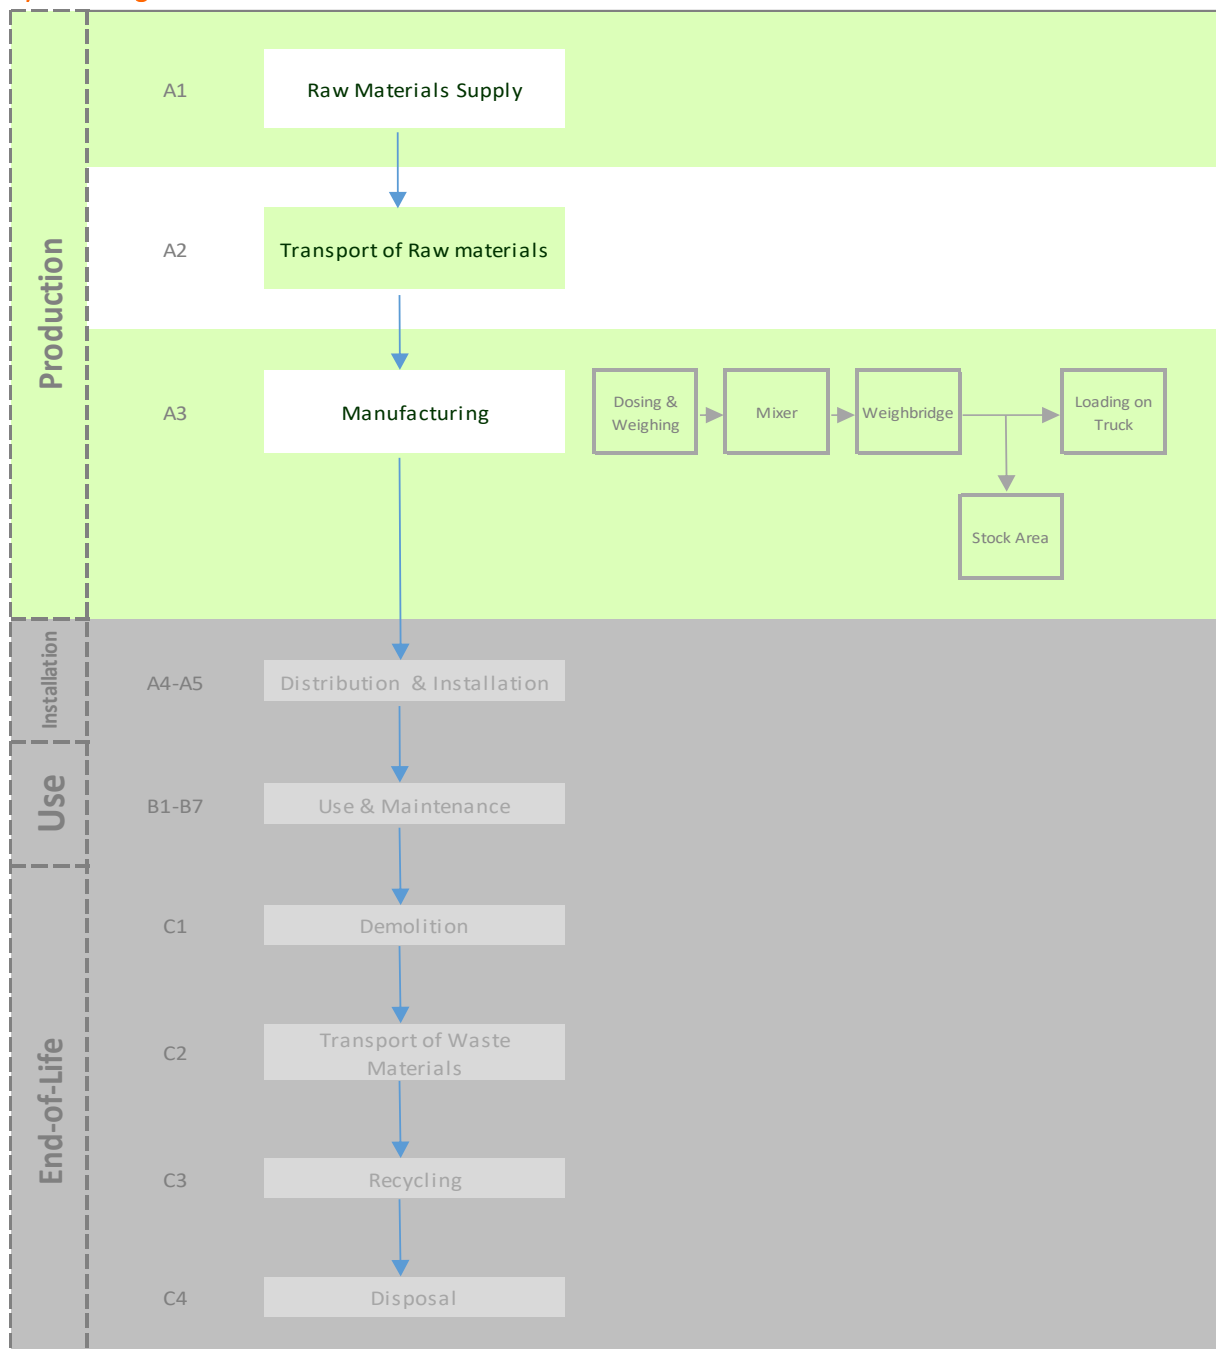 Production
A1
Raw Materials Supply
A2
Transport of Raw materials
A3
Manufacturing
Dosing &
Weighing
Mixer
Weighbridge
Loading on
Truck
Stock Area
Installation
A4-A5
Distribution & Installation
Use
B1-B7
Use & Maintenance
End-of-Life
C1
Demolition
C2
Transport of Waste
Materials
C3
Recycling
C4
Disposal